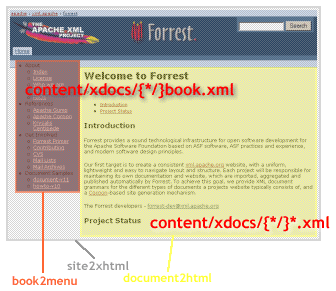 apache > xml.apache > forrest
THE APACHE XML PROJECT
Forrest
Search
Home
About
Index
License
content/xdocs/{*/}book.xml
Welcome to Forrest
Introduction
Project Status
Introduction
Forrest provides a sound technological infrastructure for open software development for
the Apache Software Foundation based on ASF software, ASF practices and experience,
and modern software design principles.
Our first target is to create a consistent xml.apache.org website, with a uniform,
lightweight and easy to navigate layout and structure. Each project will be responsible for
maintaining its own documentation and website, which are imported, aggregated and
published automatically by Forrest. To achieve this goal, we provide XML document
grammars for the different types of documents a projects website typically consists of, and
a Cocoon-based site generation mechanism.
The Forrest developers - forrest-dev@xml.apache.org
Project Status
content/xdocs/{*/}*.xml
site2xhtml
book2menu
document2html